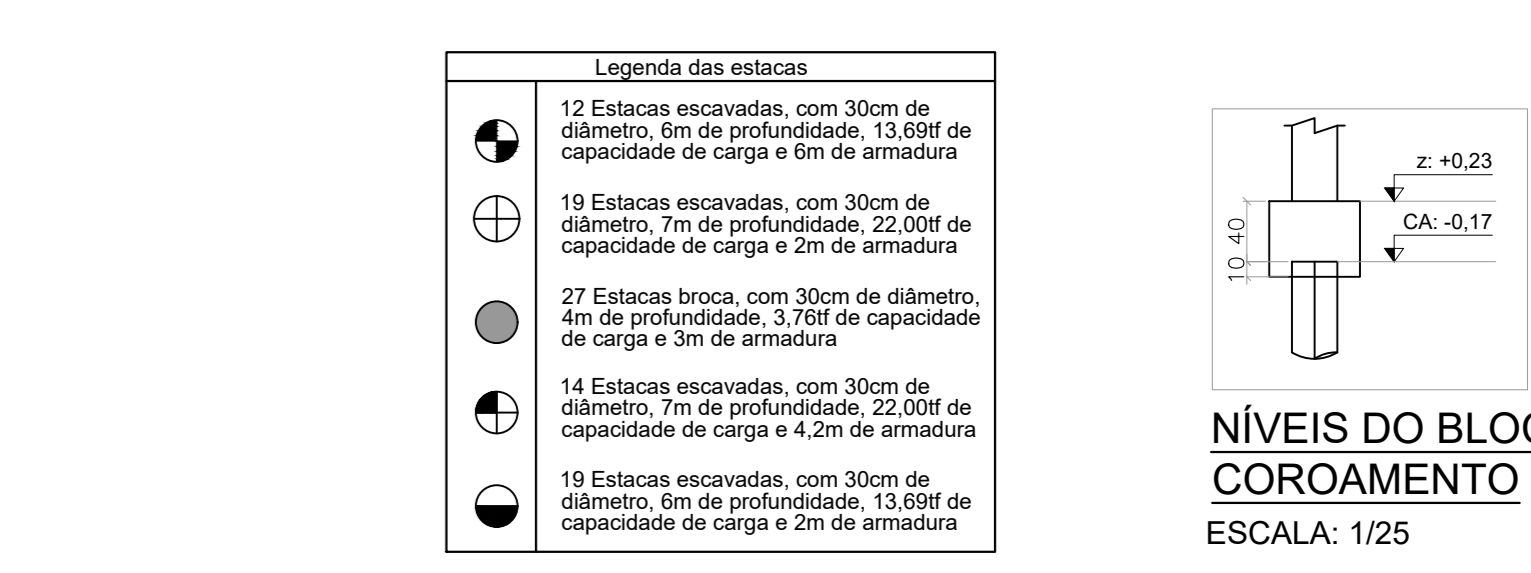 Legenda das estacas
12 Estacas escavadas, com 30cm de
diâmetro, 6m de profundidade, 13,69tf de
capacidade de carga e 6m de armadura
19 Estacas escavadas, com 30cm de
diâmetro, 7m de profundidade, 22,00tf de
capacidade de carga e 2m de armadura
27 Estacas broca, com 30cm de diâmetro,
4m de profundidade, 3,76tf de capacidade
de carga e 3m de armadura
14 Estacas escavadas, com 30cm de
diâmetro, 7m de profundidade, 22,00tf de
capacidade de carga e 4,2m de armadura
19 Estacas escavadas, com 30cm de
diâmetro, 6m de profundidade, 13,69tf de
capacidade de carga e 2m de armadura
z: +0,23
CA: -0,17
40
10
NÍVEIS DO
COROAMENTO
ESCALA: 1/25